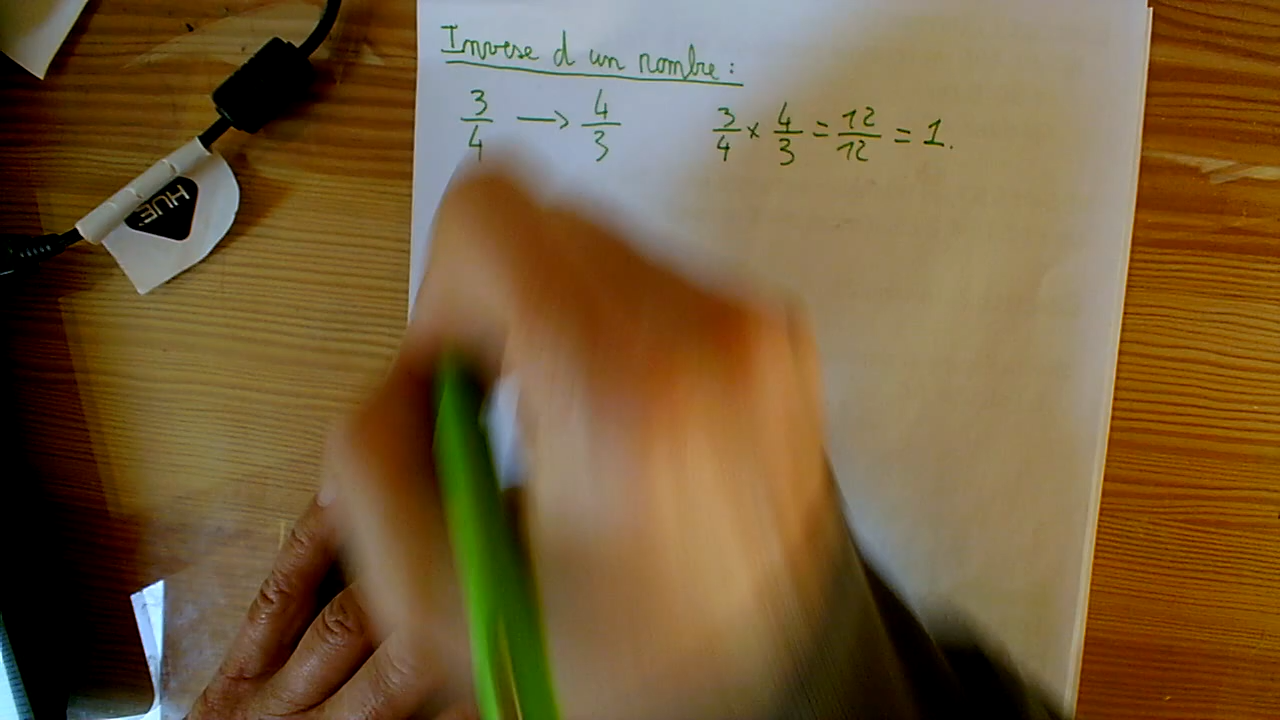 Inverse d un nombre :
3/4 → 4/3 3/4 × 4/3 = 12/12 = 1.
HUE